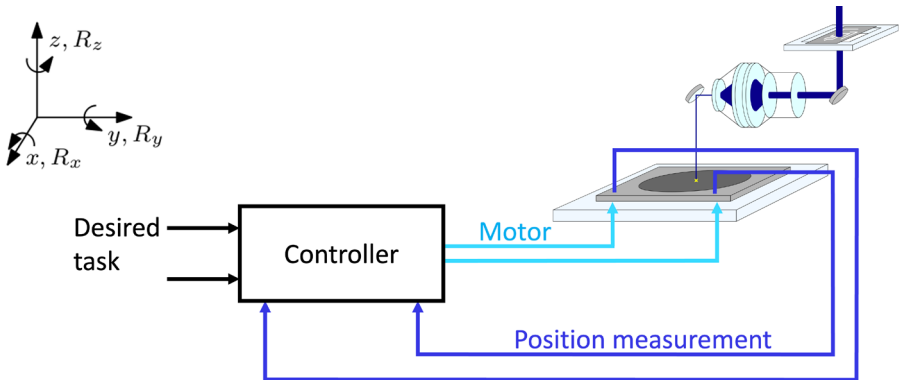 z, R_z
y, R_y
x, R_x
Desired
task
Controller
Motor
Position measurement